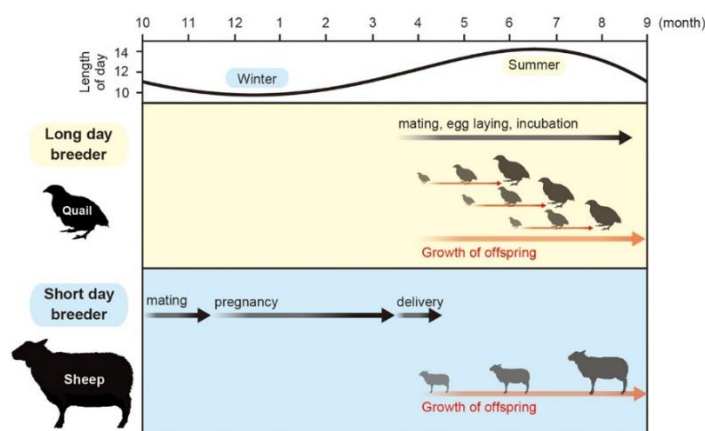 10 11 12 1 2 3 4 5 6 7 8 9 (month)
Length
of day
14
12
10
Winter
Summer
Long day
breeder
Quail
mating, egg laying, incubation
Growth of offspring
Short day
breeder
Sheep
mating
pregnancy
delivery
Growth of offspring